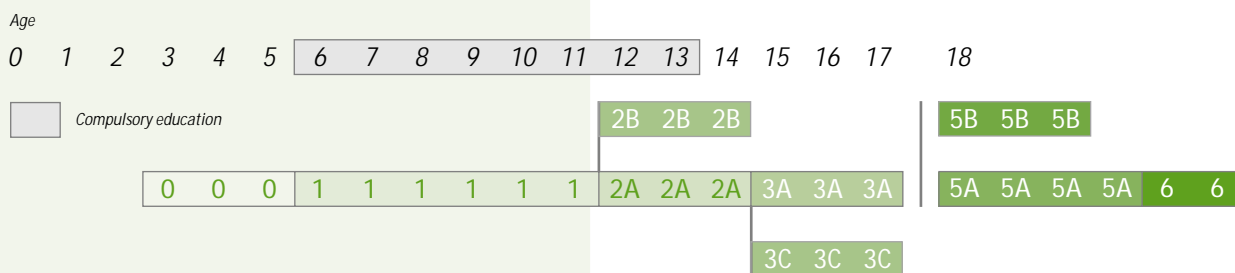 Age
0 1 2 3 4 5 6 7 8 9 10 11 12 13 14 15 16 17 18
Compulsory education
2B 2B 2B 5B 5B 5B
0 0 0 1 1 1 1 1 1 2A 2A 2A 3A 3A 3A 5A 5A 5A 5A 6 6
3C 3C 3C